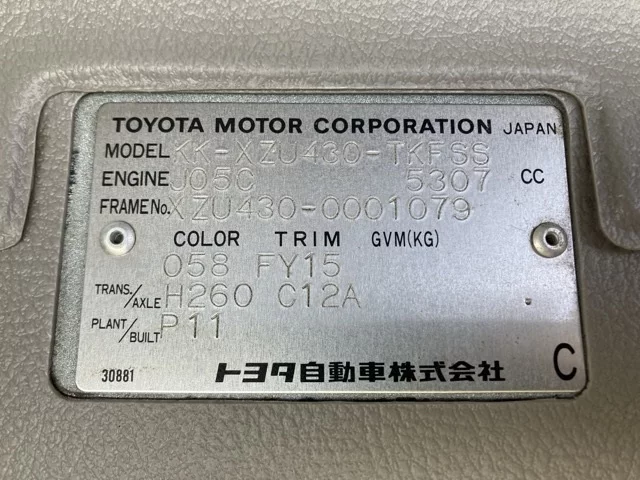 TOYOTA MOTOR CORPORATION JAPAN
MODEL KK-XZU430-TKFSS
ENGINE J05C 5307 CC
FRAME No. XZU430-0001079
COLOR TRIM GVM(KG)
058 FY15
TRANS./AXLE H260 C12A
PLANT/BUILT P11
30881 トヨタ自動車株式会社 C